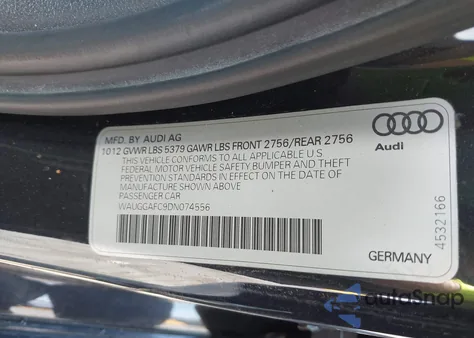 MFD. BY AUDI AG
1012 GVWR LBS 5379 GAWR LBS FRONT 2756/REAR 2756
THIS VEHICLE CONFORMS TO ALL APPLICABLE U.S.
FEDERAL MOTOR VEHICLE SAFETY BUMPER AND THEFT
PREVENTION STANDARDS IN EFFECT ON THE DATE OF
MANUFACTURE SHOWN ABOVE
PASSENGER CAR
WAUGGAFC9DN074556
Audi
4532166
GERMANY
autoSnap